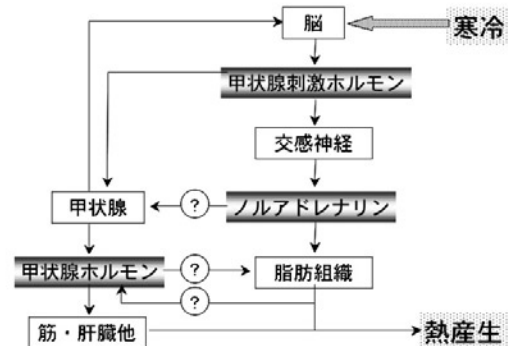 脳
寒冷
甲状腺刺激ホルモン
交感神経
甲状腺
?
ノルアドレナリン
甲状腺ホルモン
?
脂肪組織
?
筋・肝臓他
熱産生